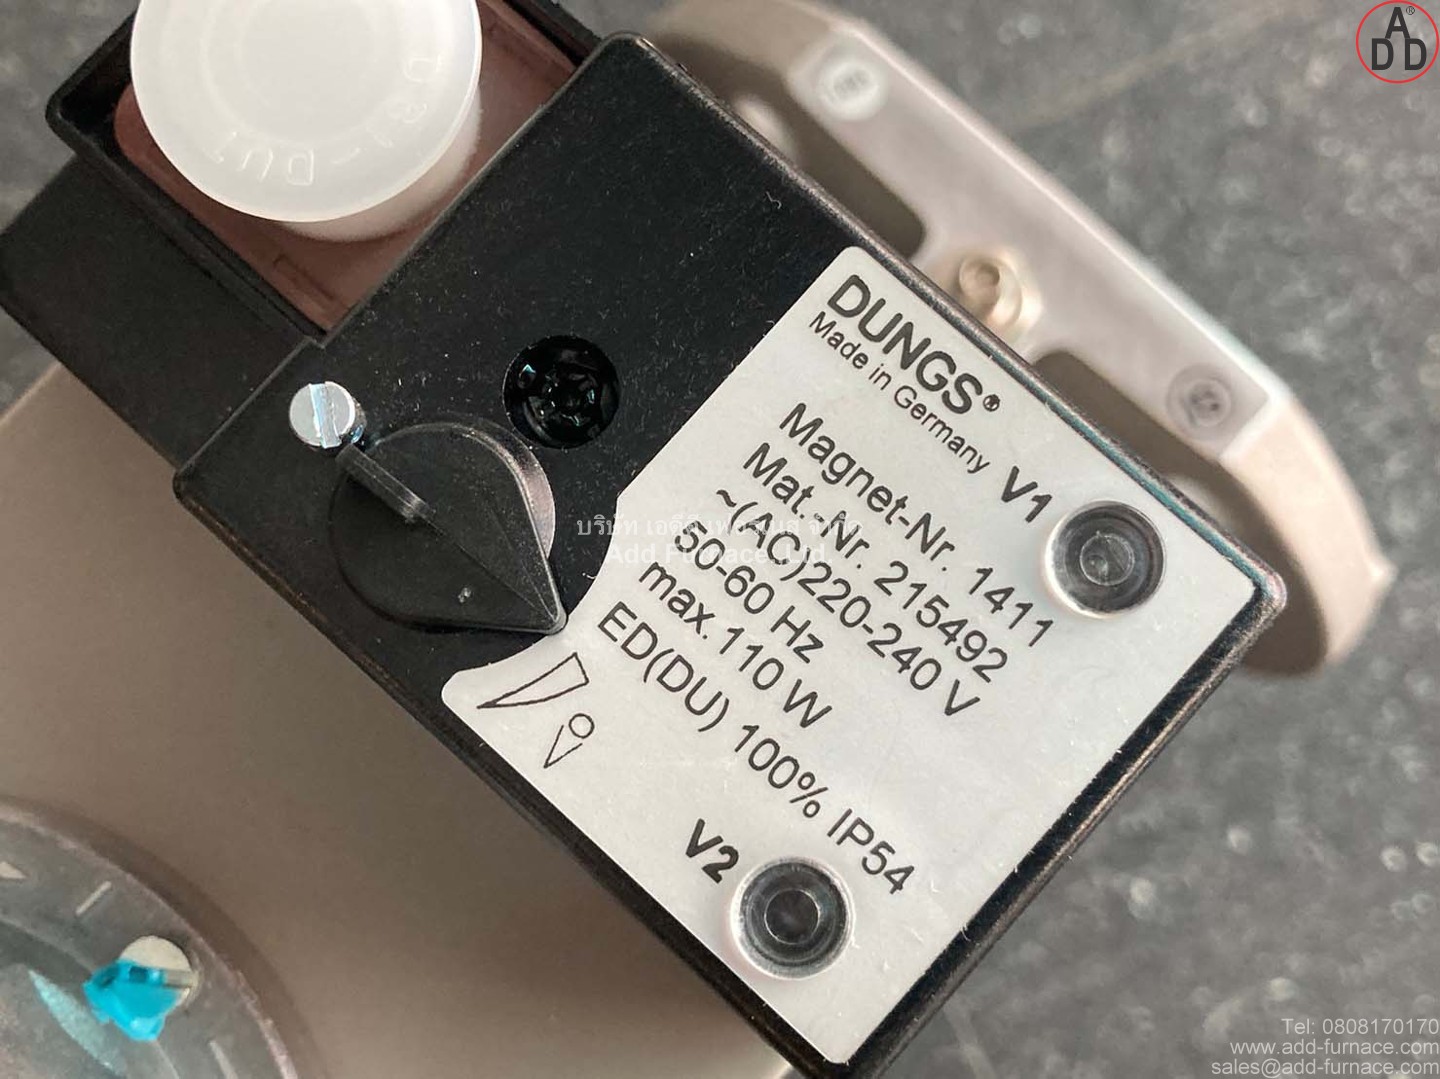 DUNGS®
Made in Germany
V1
Magnet-Nr. 1411
Mat.-Nr. 215492
~(AC)220-240 V
50-60 Hz
max.110 W
ED(DU) 100% IP54
V2
บริษัท เอดีดี เฟอร์เนส จำกัด
Add Furnace Ltd.
ADD®
Tel: 0808170170
www.add-furnace.com
sales@add-furnace.com